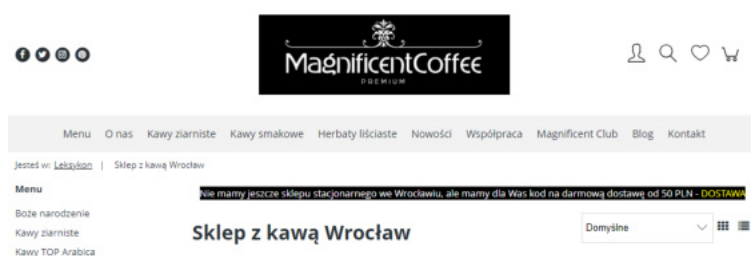 MagnificentCoffee
PREMIUM
Menu O nas Kawy ziarniste Kawy smakowe Herbaty liściaste Nowości Współpraca Magnificent Club Blog Kontakt
Jesteś w: Leksykon | Sklep z kawą Wrocław
Menu
Nie mamy jeszcze sklepu stacjonarnego we Wrocławiu, ale mamy dla Was kod na darmową dostawę od 50 PLN - DOSTAWA
Boże narodzenie
Sklep z kawą Wrocław
Domyślne
Kawy ziarniste
Kawy TOP Arabica